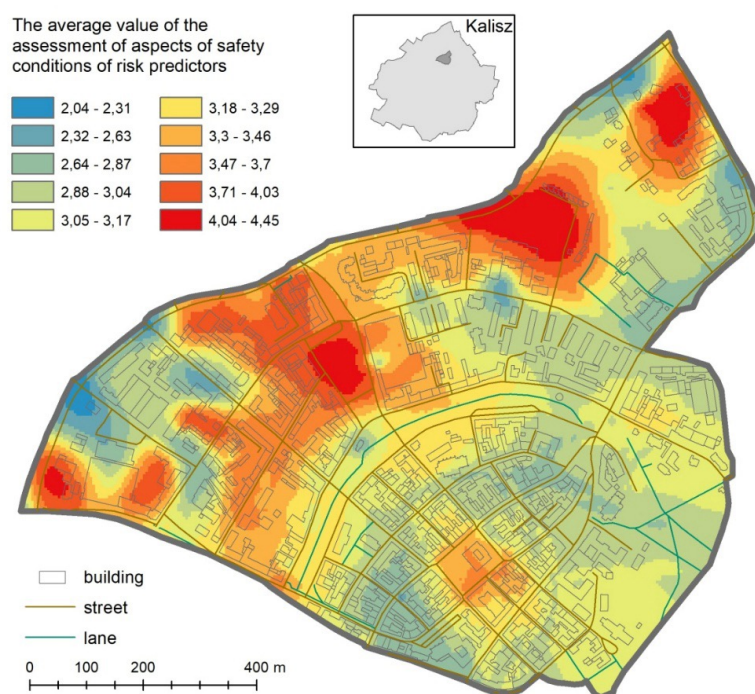 The average value of the
assessment of aspects of safety
conditions of risk predictors
2,04 - 2,31
2,32 - 2,63
2,64 - 2,87
2,88 - 3,04
3,05 - 3,17
3,18 - 3,29
3,3 - 3,46
3,47 - 3,7
3,71 - 4,03
4,04 - 4,45
Kalisz
building
street
lane
0 100 200 400 m